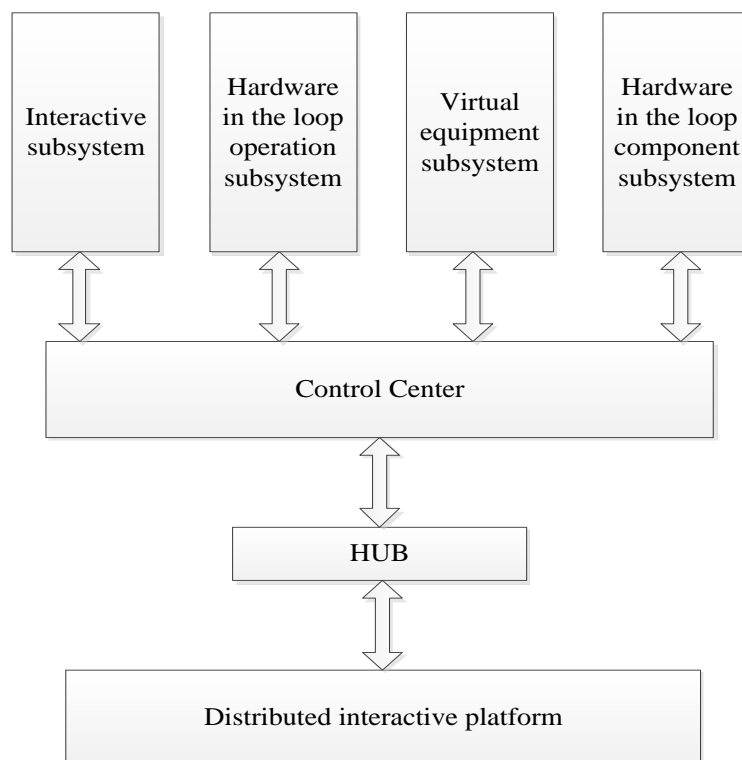 Interactive
subsystem
Hardware
in the loop
operation
subsystem
Virtual
equipment
subsystem
Hardware
in the loop
component
subsystem
Control Center
HUB
Distributed interactive platform